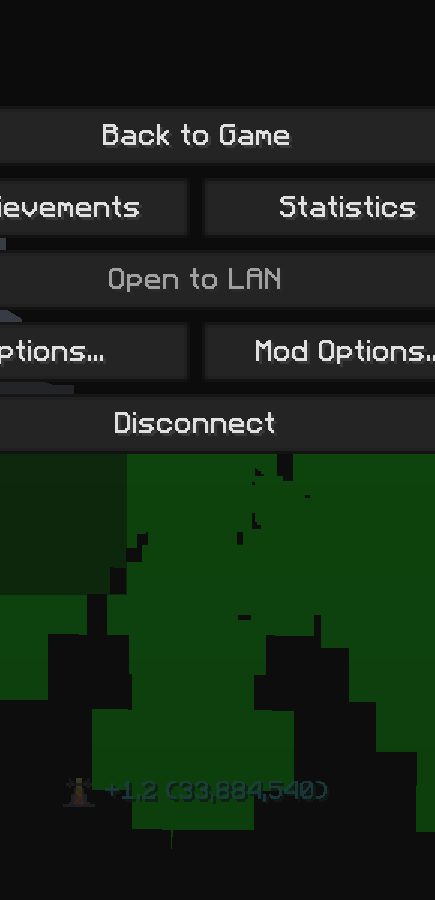 Back to Game
ievements
Statistics
Open to LAN
ptions...
Mod Options..
Disconnect
+1.2 (33,884,540)